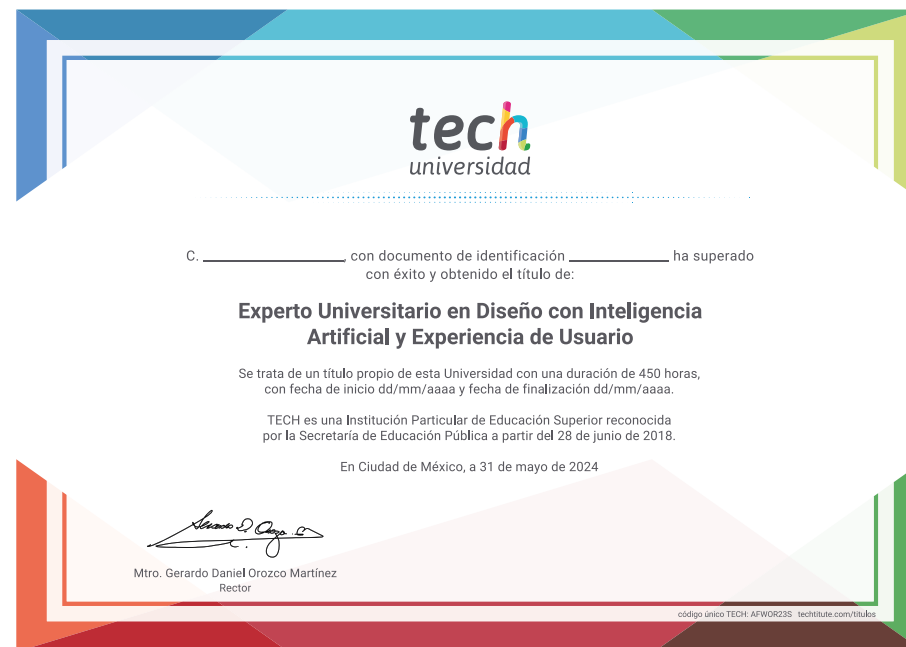 tech
universidad
C. ____________, con documento de identificación ____________ ha superado
con éxito y obtenido el título de:
Experto Universitario en Diseño con Inteligencia
Artificial y Experiencia de Usuario
Se trata de un título propio de esta Universidad con una duración de 450 horas,
con fecha de inicio dd/mm/aaaa y fecha de finalización dd/mm/aaaa.
TECH es una Institución Particular de Educación Superior reconocida
por la Secretaría de Educación Pública a partir del 28 de junio de 2018.
En Ciudad de México, a 31 de mayo de 2024
Mtro. Gerardo Daniel Orozco Martínez
Rector
código único TECH: AFWOR23S techtitute.com/titulos